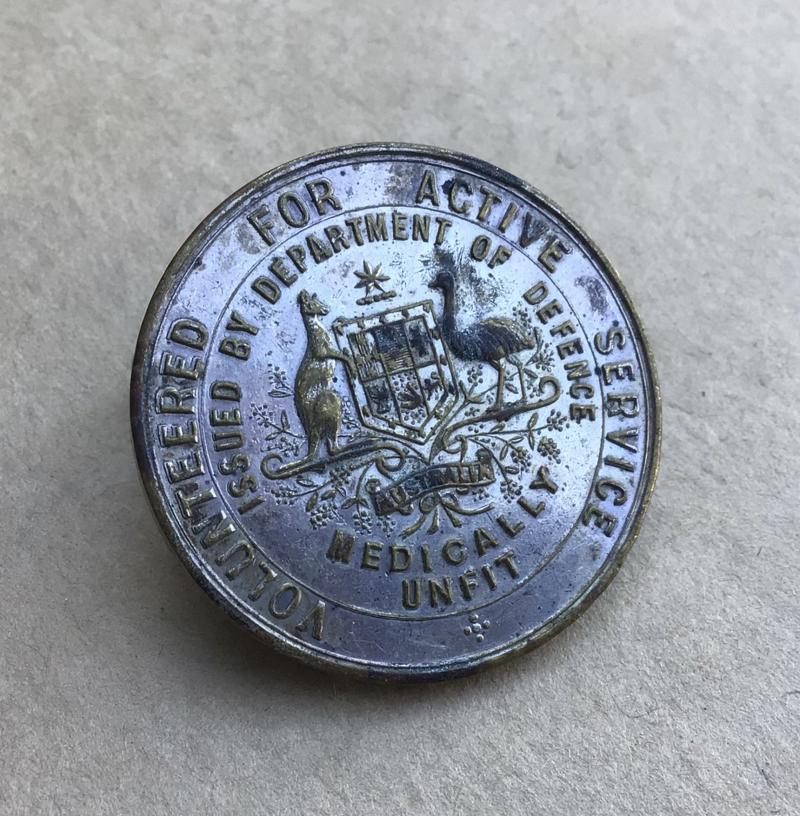 VOLUNTEERED FOR ACTIVE SERVICE
ISSUED BY DEPARTMENT OF DEFENCE
AUSTRALIA
MEDICALLY
UNFIT